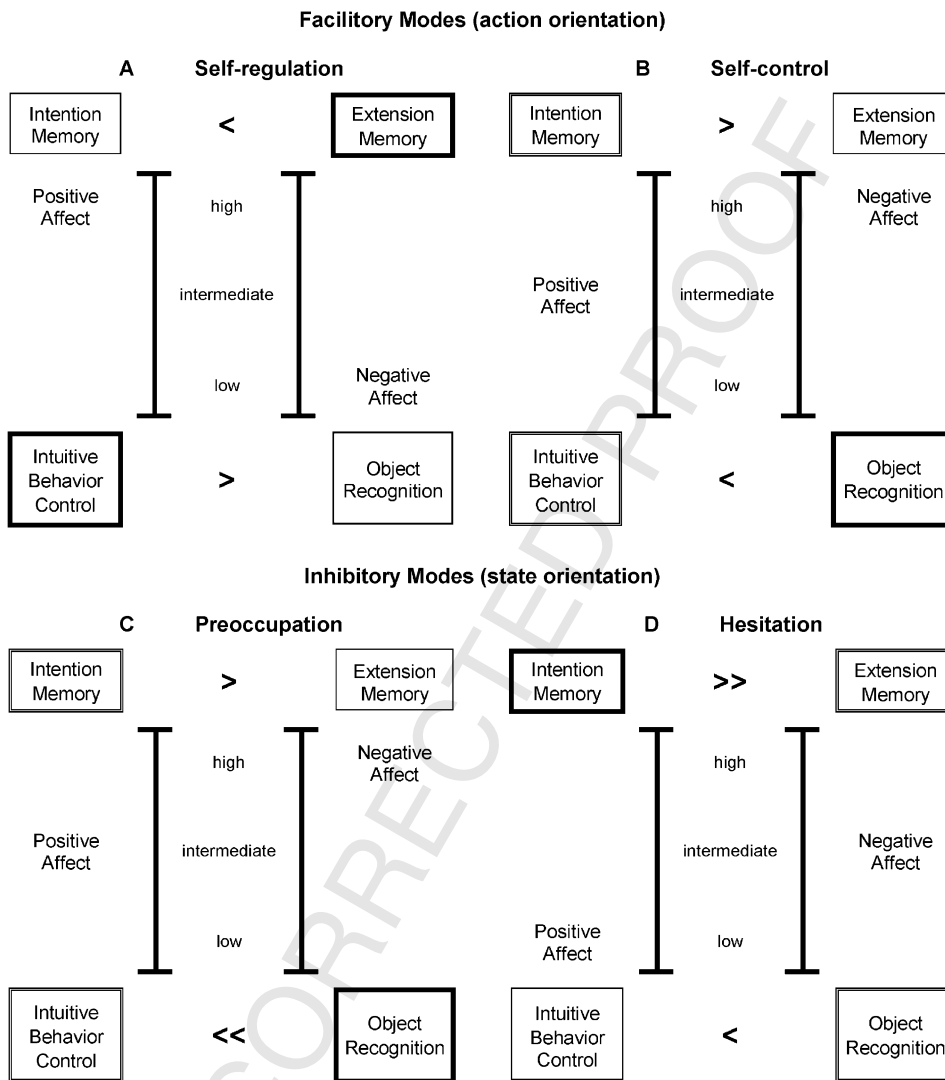 Facilitory Modes (action orientation)
A Self-regulation
B Self-control
Intention
Memory
<
Extension
Memory
Intention
Memory
>
Extension
Memory
Positive
Affect
high
intermediate
low
Negative
Affect
Positive
Affect
high
intermediate
low
Negative
Affect
Intuitive
Behavior
Control
>
Object
Recognition
Intuitive
Behavior
Control
<
Object
Recognition
Inhibitory Modes (state orientation)
C Preoccupation
D Hesitation
Intention
Memory
>
Extension
Memory
Intention
Memory
>>
Extension
Memory
Positive
Affect
high
intermediate
low
Negative
Affect
Positive
Affect
high
intermediate
low
Negative
Affect
Intuitive
Behavior
Control
<<
Object
Recognition
Intuitive
Behavior
Control
<
Object
Recognition
CORRECTED PROOF